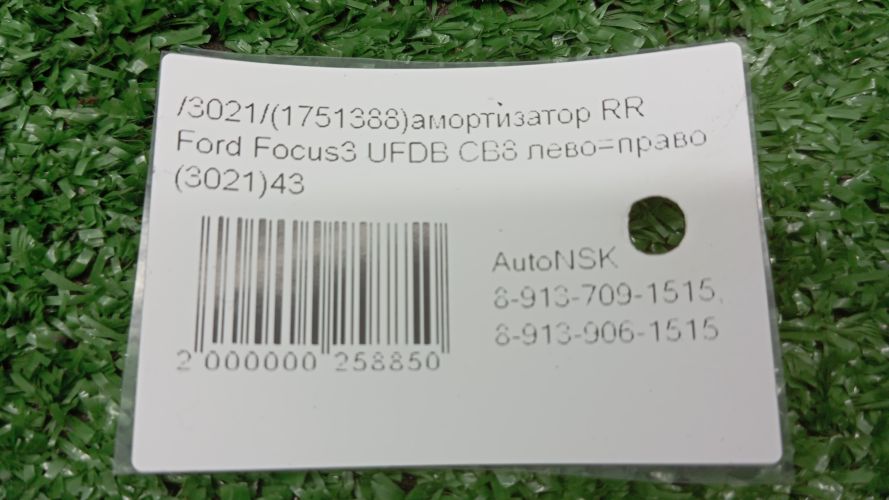 /3021/(1751388)амортизатор RR
Ford Focus3 UFDB CB8 лево=право
(3021)43
AutoNSK
8-913-709-1515,
8-913-906-1515
2 000000 258850